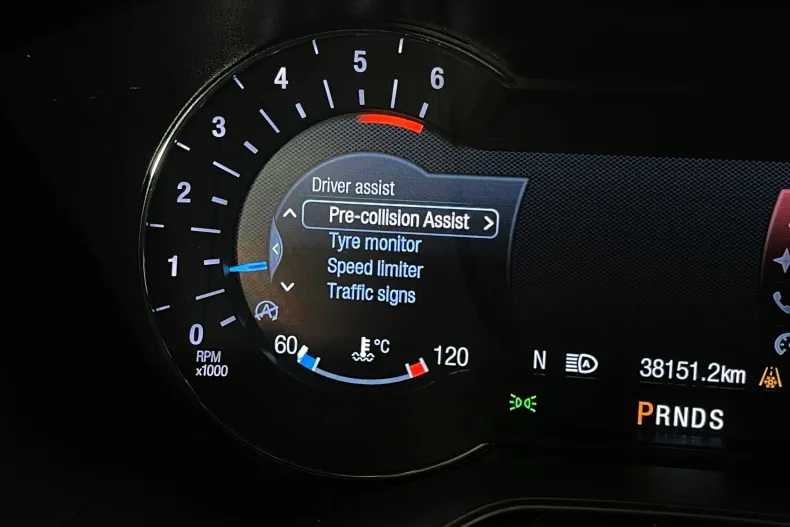 6
5
4
3
2
1
0
RPM
x1000
Driver assist
Pre-collision Assist
Tyre monitor
Speed limiter
Traffic signs
60
°C
120
N
A
38151.2km
PRNDS